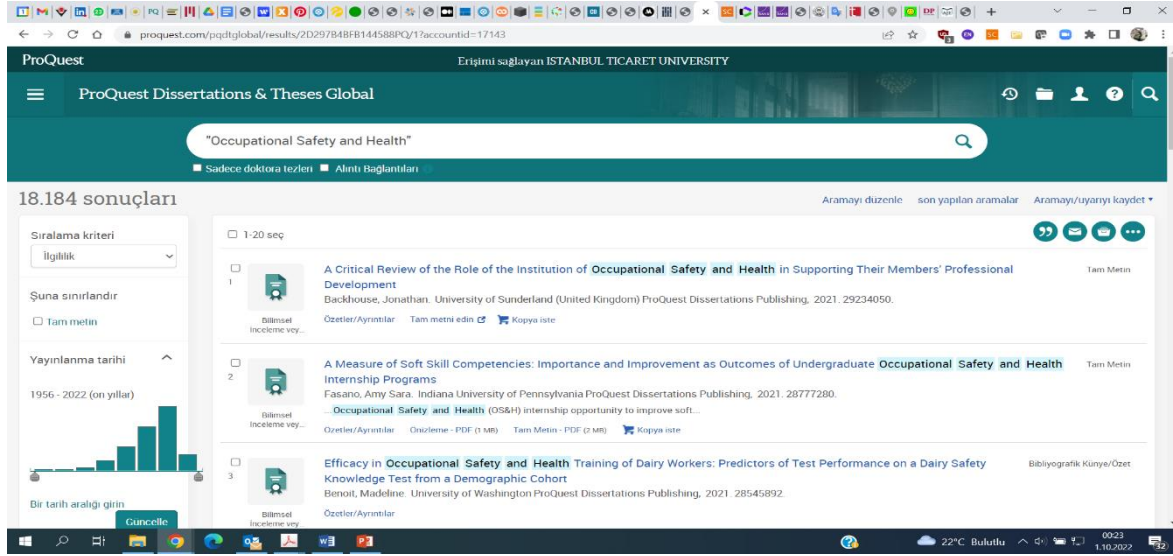 proquest.com/pqdtglobal/results/2D297B4BFB144588PQ/1?accountid=17143
ProQuest
Erişimi sağlayan ISTANBUL TICARET UNIVERSITY
ProQuest Dissertations & Theses Global
"Occupational Safety and Health"
Sadece doktora tezleri Alıntı Bağlantıları
18.184 sonuçları
Aramayı düzenle son yapılan aramalar Aramayı/uyarıyı kaydet
Sıralama kriteri
İlgililik
Şuna sınırlandır
Tam metin
Yayınlanma tarihi
1956 - 2022 (on yıllar)
Bir tarih aralığı girin
Güncelle
1-20 seç
1
A Critical Review of the Role of the Institution of Occupational Safety and Health in Supporting Their Members' Professional
Development
Tam Metin
Backhouse, Jonathan. University of Sunderland (United Kingdom) ProQuest Dissertations Publishing, 2021. 29234050.
Bilimsel
İnceleme vey...
Özetler/Ayrıntılar Tam metni edin Kopya iste
2
A Measure of Soft Skill Competencies: Importance and Improvement as Outcomes of Undergraduate Occupational Safety and Health
Internship Programs
Tam Metin
Fasano, Amy Sara. Indiana University of Pennsylvania ProQuest Dissertations Publishing, 2021. 28777280.
...Occupational Safety and Health (OS&H) internship opportunity to improve soft...
Bilimsel
İnceleme vey...
Özetler/Ayrıntılar Önizleme - PDF (1 MB) Tam Metin - PDF (2 MB) Kopya iste
3
Efficacy in Occupational Safety and Health Training of Dairy Workers: Predictors of Test Performance on a Dairy Safety
Knowledge Test from a Demographic Cohort
Bibliyografik Künye/Özet
Benoit, Madeline. University of Washington ProQuest Dissertations Publishing, 2021. 28545892.
Bilimsel
İnceleme vey
Özetler/Ayrıntılar
22°C Bulutlu
00:23
1.10.2022